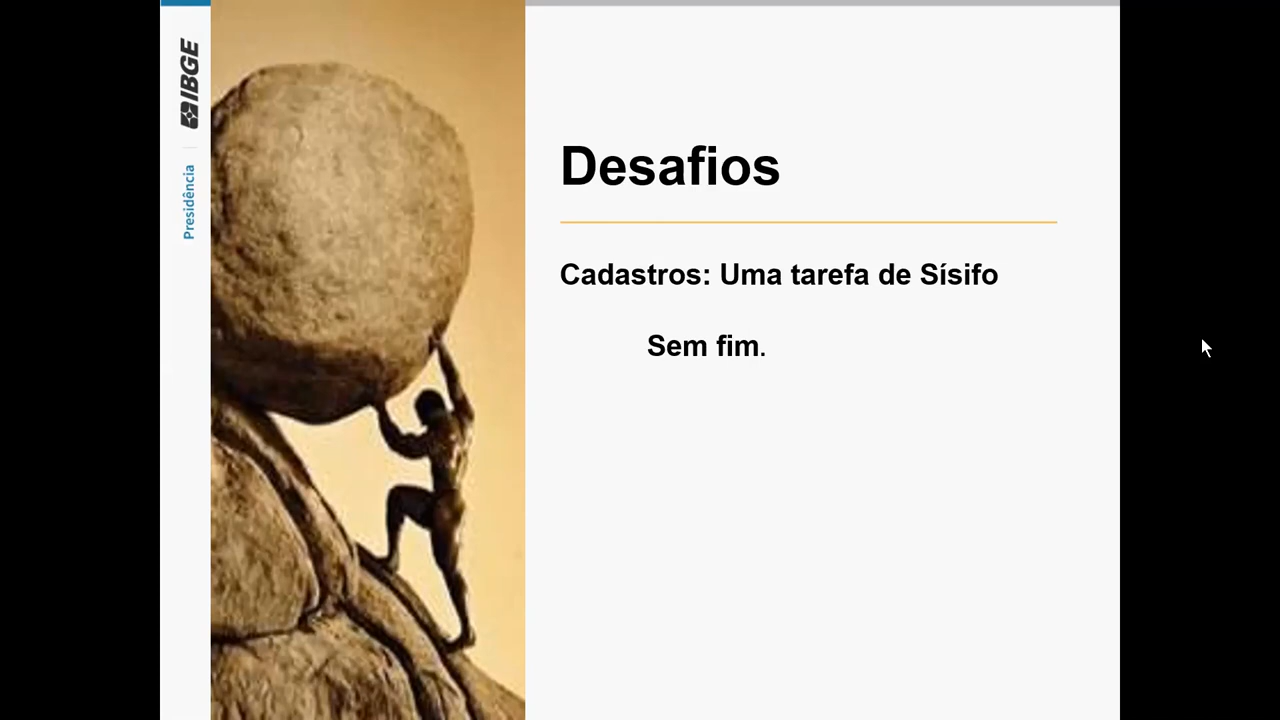 IBGE
Presidência
Desafios
Cadastros: Uma tarefa de Sísifo
Sem fim.